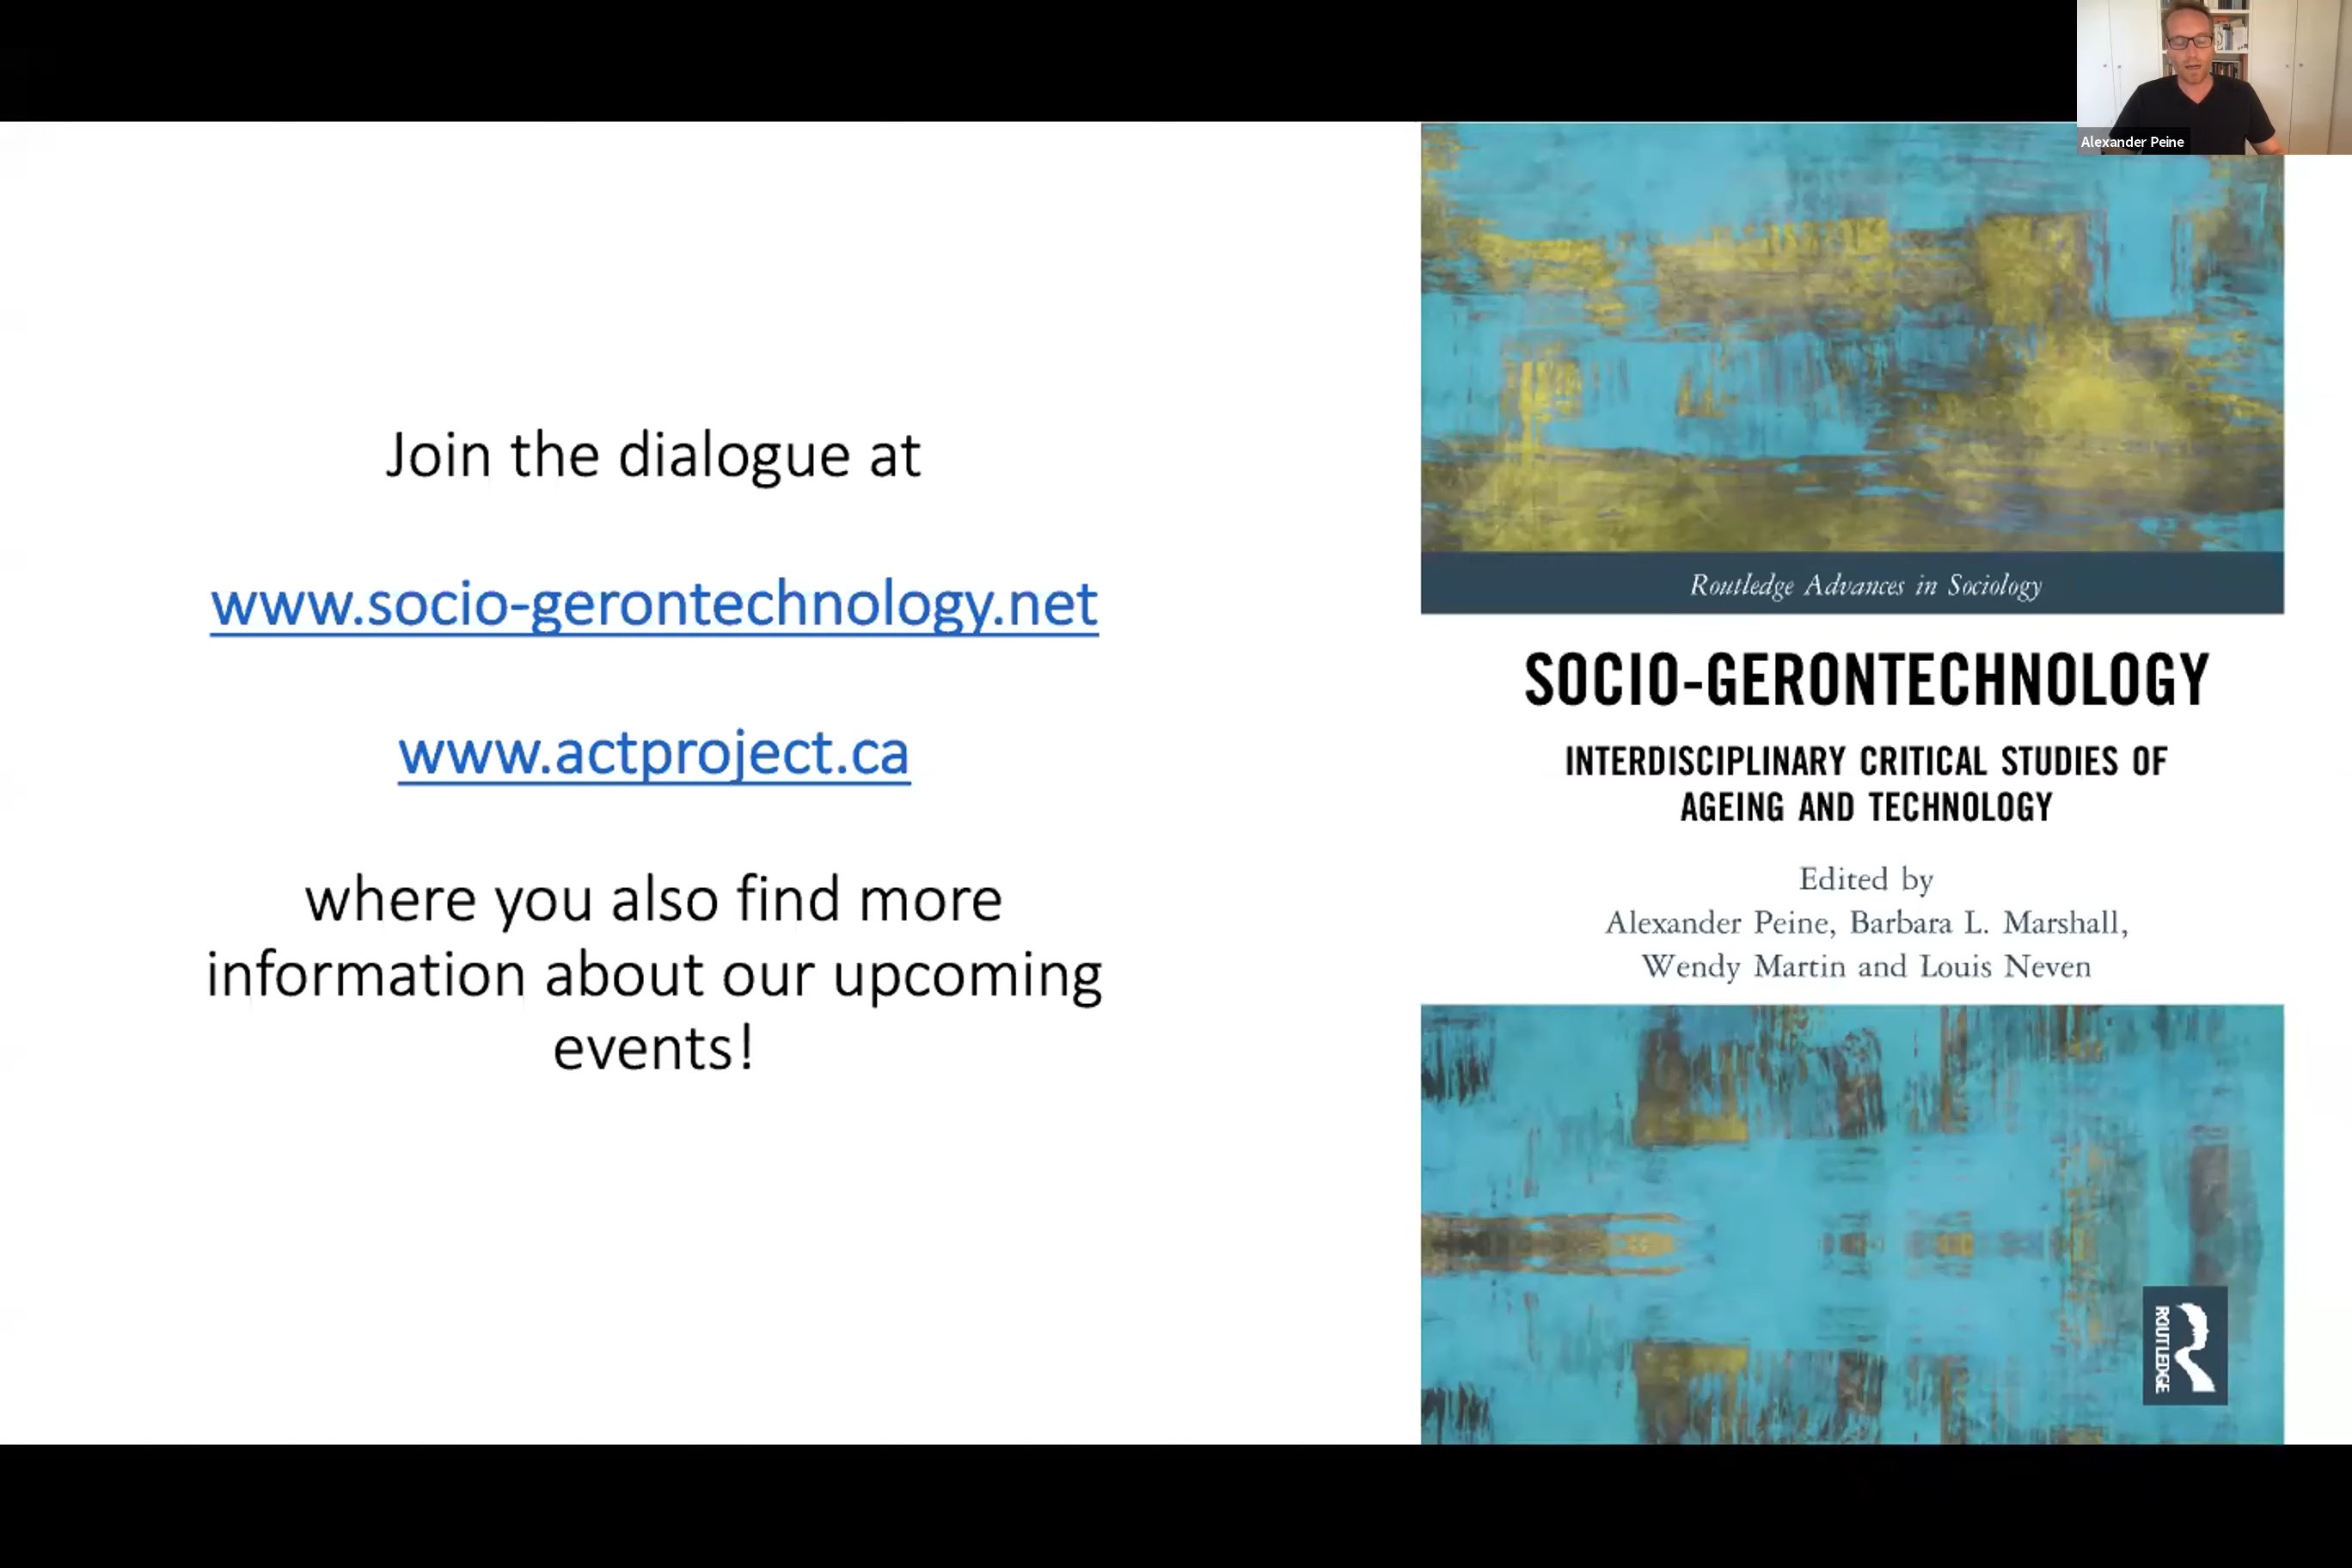 Alexander Peine
Join the dialogue at
www.socio-gerontechnology.net
www.actproject.ca
where you also find more
information about our upcoming
events!
Routledge Advances in Sociology
SOCIO-GERONTECHNOLOGY
INTERDISCIPLINARY CRITICAL STUDIES OF
AGEING AND TECHNOLOGY
Edited by
Alexander Peine, Barbara L. Marshall,
Wendy Martin and Louis Neven
ROUTLEDGE